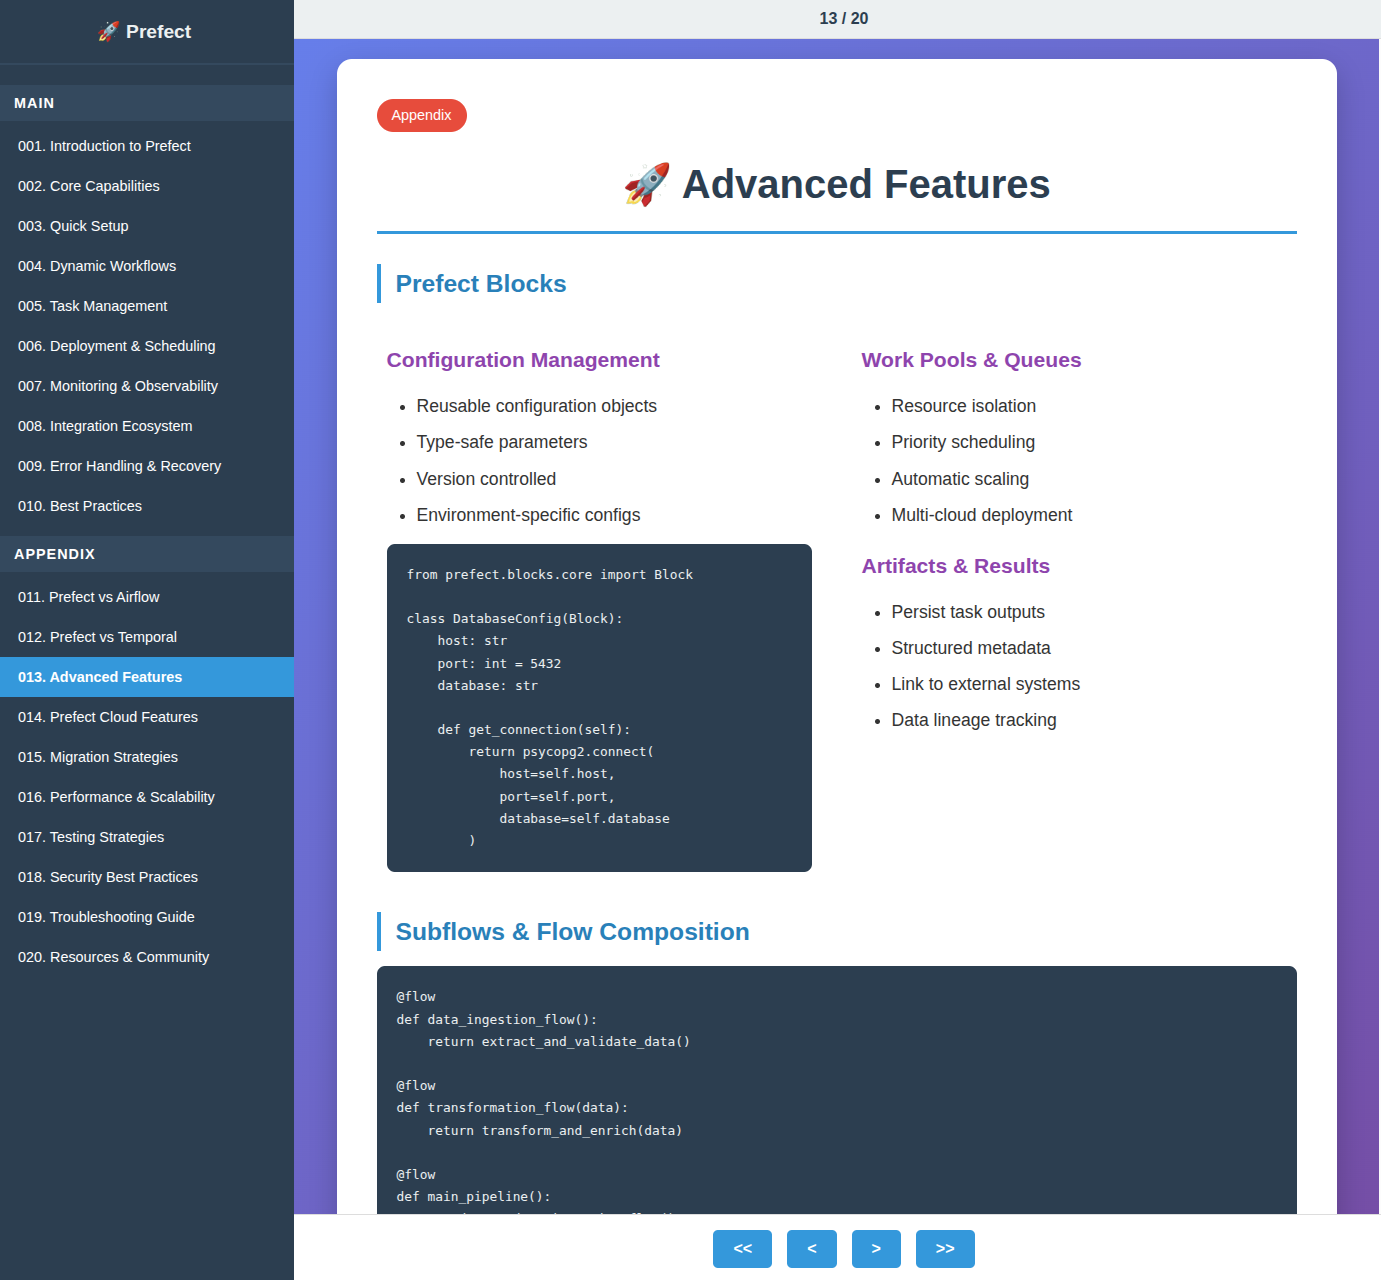 🚀 Prefect
MAIN
001. Introduction to Prefect
002. Core Capabilities
003. Quick Setup
004. Dynamic Workflows
005. Task Management
006. Deployment & Scheduling
007. Monitoring & Observability
008. Integration Ecosystem
009. Error Handling & Recovery
010. Best Practices
APPENDIX
011. Prefect vs Airflow
012. Prefect vs Temporal
013. Advanced Features
014. Prefect Cloud Features
015. Migration Strategies
016. Performance & Scalability
017. Testing Strategies
018. Security Best Practices
019. Troubleshooting Guide
020. Resources & Community
13 / 20
Appendix
🚀 Advanced Features
Prefect Blocks
Configuration Management
• Reusable configuration objects
• Type-safe parameters
• Version controlled
• Environment-specific configs
from prefect.blocks.core import Block

class DatabaseConfig(Block):
    host: str
    port: int = 5432
    database: str

    def get_connection(self):
        return psycopg2.connect(
            host=self.host,
            port=self.port,
            database=self.database
        )
Work Pools & Queues
• Resource isolation
• Priority scheduling
• Automatic scaling
• Multi-cloud deployment
Artifacts & Results
• Persist task outputs
• Structured metadata
• Link to external systems
• Data lineage tracking
Subflows & Flow Composition
@flow
def data_ingestion_flow():
    return extract_and_validate_data()

@flow
def transformation_flow(data):
    return transform_and_enrich(data)

@flow
def main_pipeline():
<<
<
>
>>